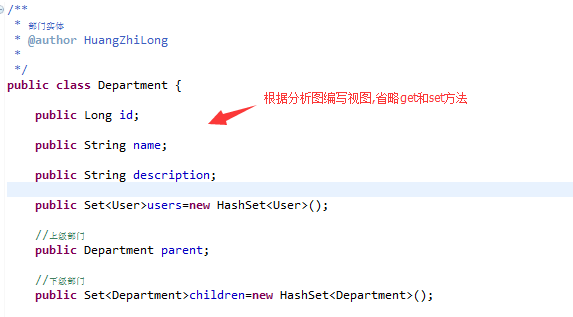 /**
 * 部门实体
 * @author HuangZhiLong
 *
 */
public class Department {
public Long id;
根据分析图编写视图,省略get和set方法
public String name;
public String description;
public Set<User>users=new HashSet<User>();
//上级部门
public Department parent;
//下级部门
public Set<Department>children=new HashSet<Department>();